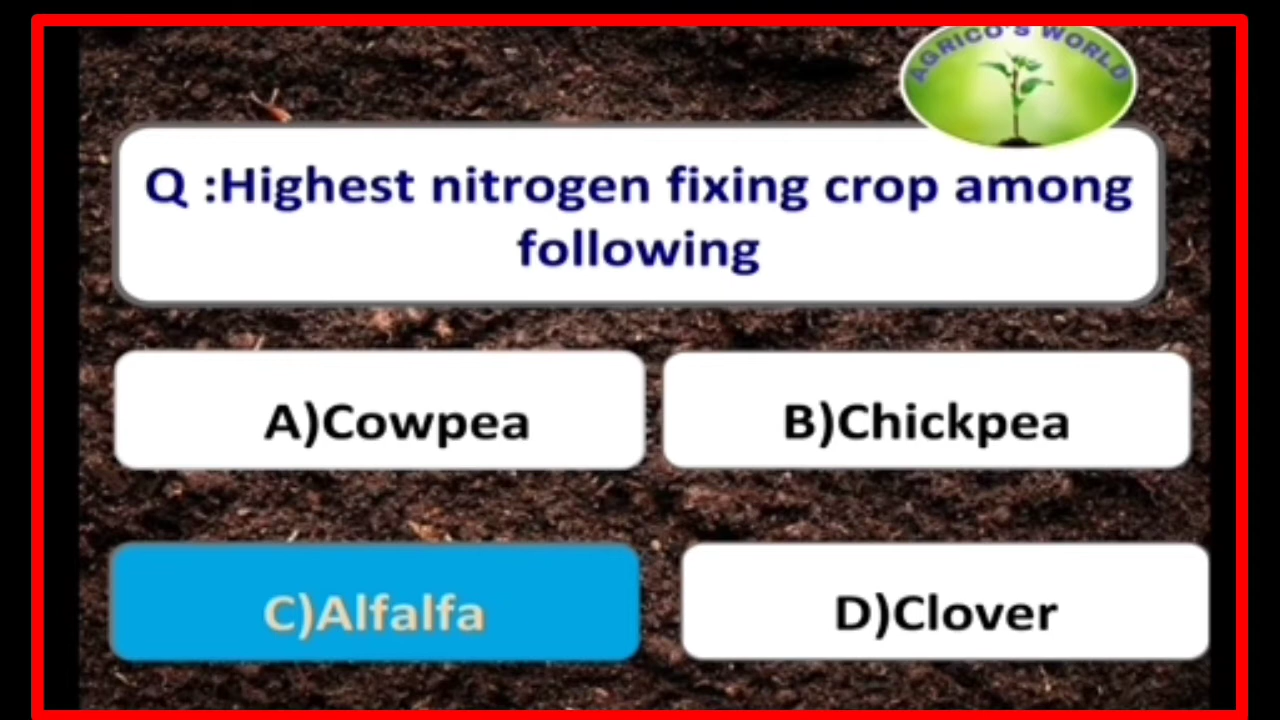 AGRICO'S WORLD
Q :Highest nitrogen fixing crop among
following
A)Cowpea
B)Chickpea
C)Alfalfa
D)Clover